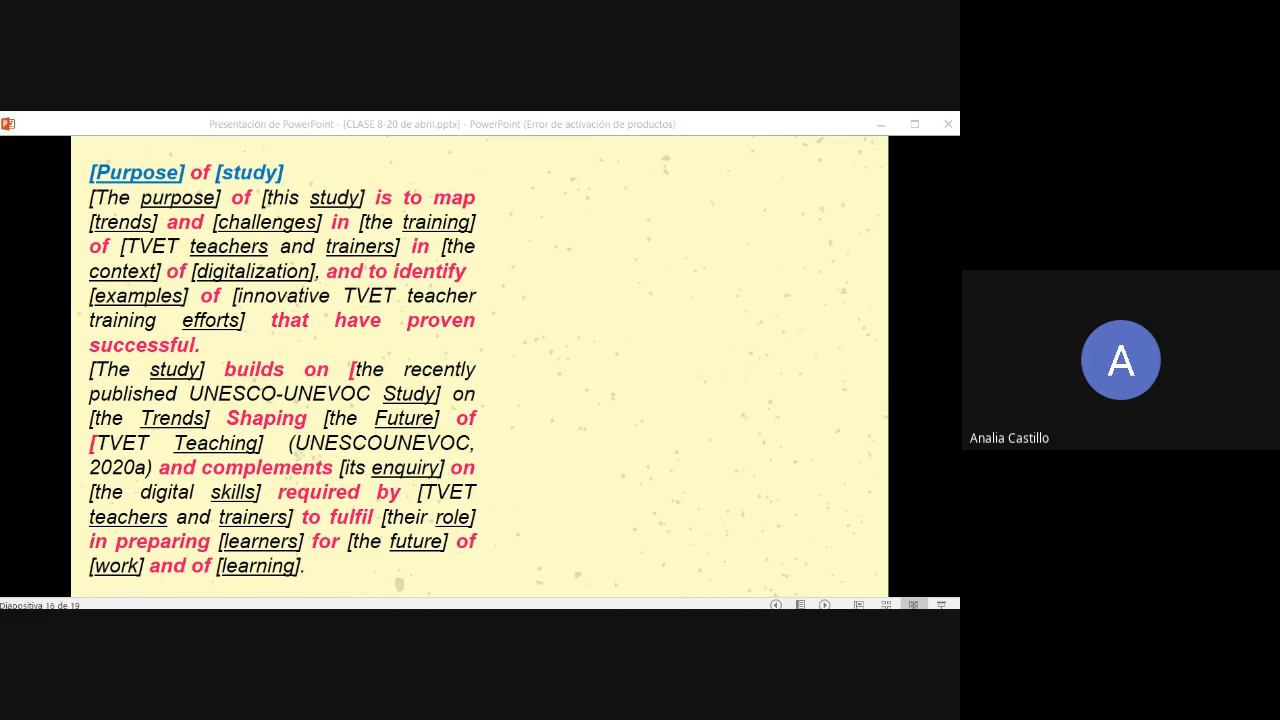 Presentación de PowerPoint - [CLASE 8-20 de abril.pptx] - PowerPoint (Error de activación de productos)
[Purpose] of [study]
[The purpose] of [this study] is to map
[trends] and [challenges] in [the training]
of [TVET teachers and trainers] in [the
context] of [digitalization], and to identify
[examples] of [innovative TVET teacher
training efforts] that have proven
successful.
[The study] builds on [the recently
published UNESCO-UNEVOC Study] on
[the Trends] Shaping [the Future] of
[TVET Teaching] (UNESCOUNEVOC,
2020a) and complements [its enquiry] on
[the digital skills] required by [TVET
teachers and trainers] to fulfil [their role]
in preparing [learners] for [the future] of
[work] and of [learning].
Diapositiva 16 de 19
A
Analia Castillo